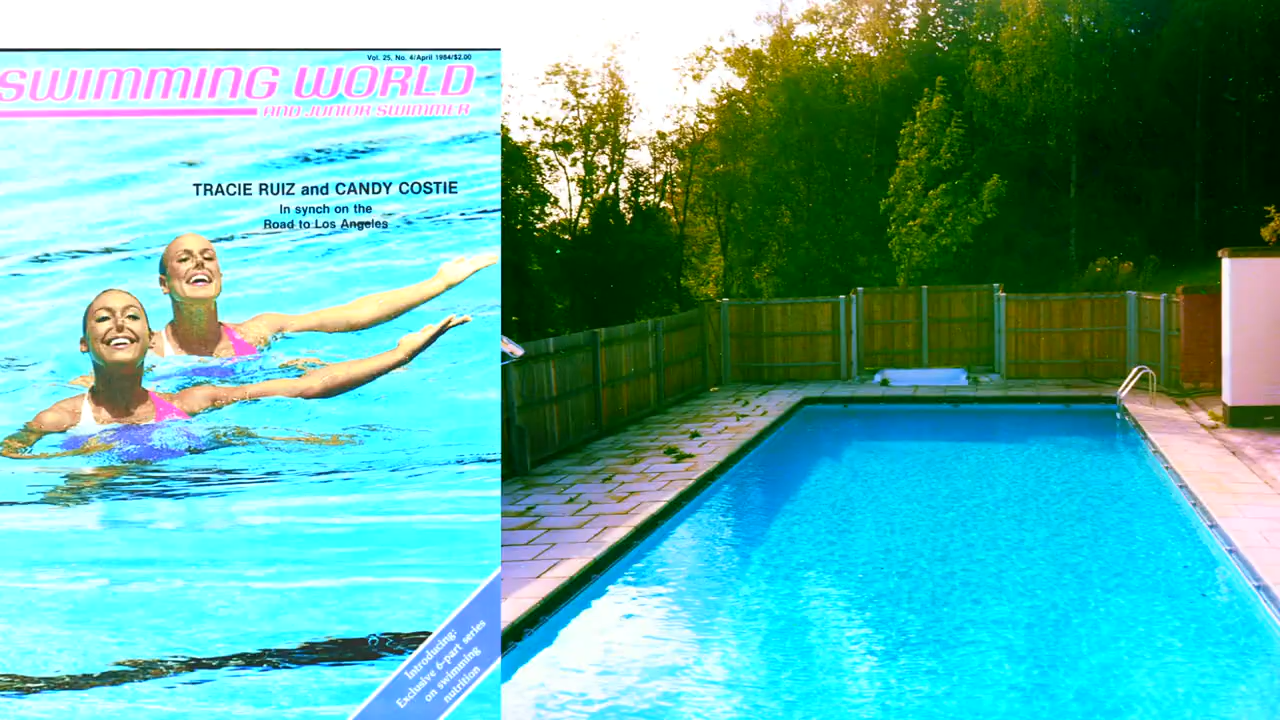 Vol. 25, No. 4/April 1984/$2.00
SWIMMING WORLD
AND JUNIOR SWIMMER
TRACIE RUIZ and CANDY COSTIE
In synch on the
Road to Los Angeles
Introducing:
Exclusive 6-part series
on swimming
nutrition